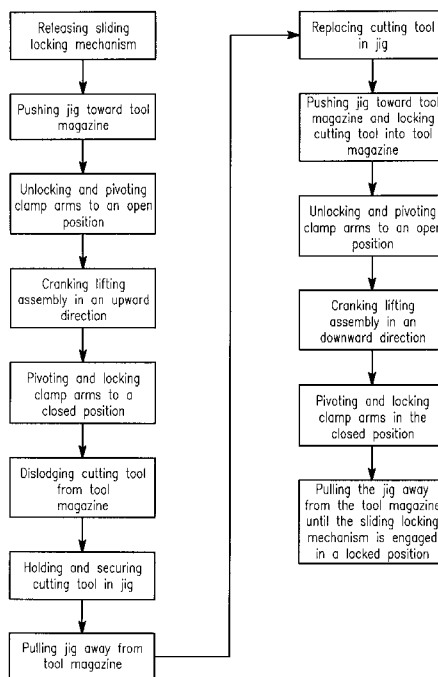 Releasing sliding
locking mechanism
Pushing jig toward tool
magazine
Unlocking and pivoting
clamp arms to an open
position
Cranking lifting
assembly in an upward
direction
Pivoting and locking
clamp arms to a
closed position
Dislodging cutting tool
from tool
magazine
Holding and securing
cutting tool in jig
Pulling jig away from
tool magazine
Replacing cutting tool
in jig
Pushing jig toward tool
magazine and locking
cutting tool into tool
magazine
Unlocking and pivoting
clamp arms to an open
position
Cranking lifting
assembly in an
downward direction
Pivoting and locking
clamp arms in the
closed position
Pulling the jig away
from the tool magazine
until the sliding locking
mechanism is engaged
in a locked position